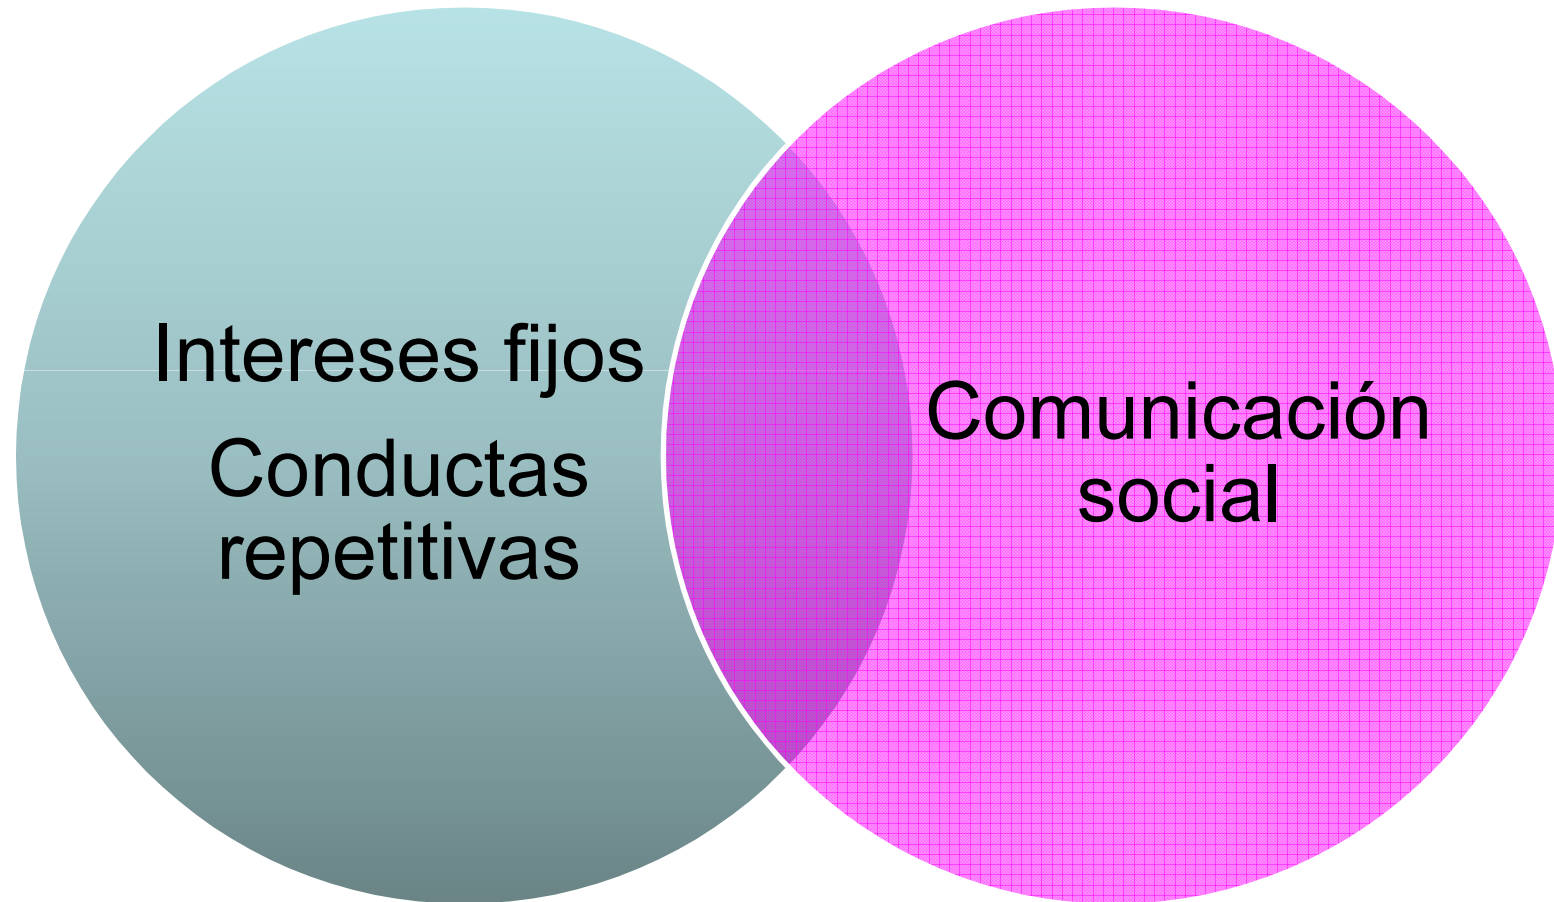 Intereses fijos
Conductas
repetitivas
Comunicación
social